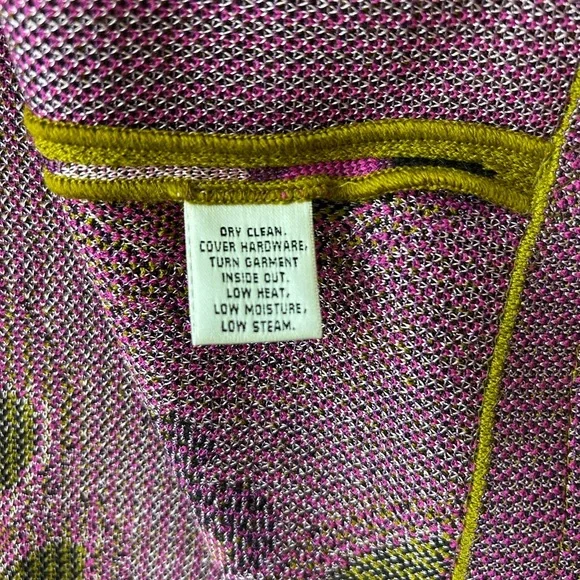 DRY CLEAN.
COVER HARDWARE,
TURN GARMENT
INSIDE OUT.
LOW HEAT,
LOW MOISTURE,
LOW STEAM.